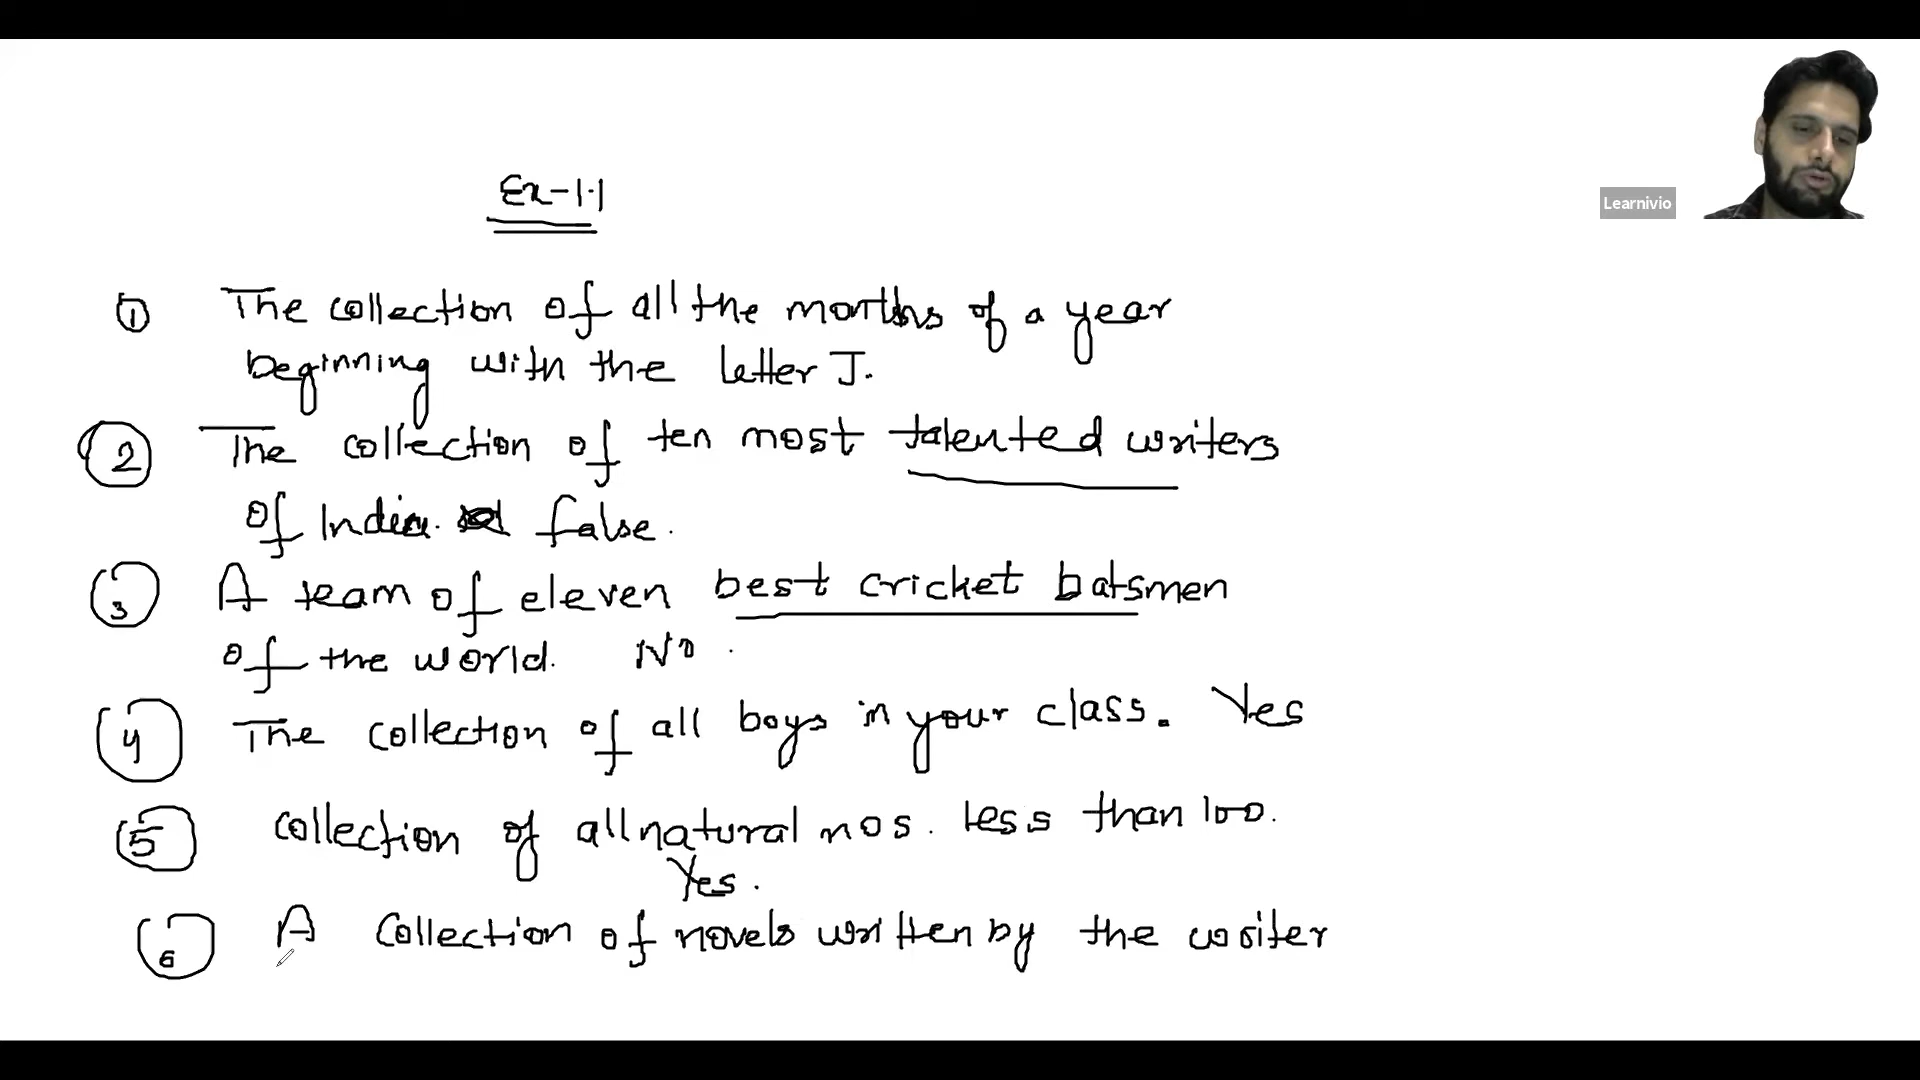 Ex-1.1
Learnivio
① The collection of all the months of a year
beginning with the letter J.
② The collection of ten most talented writers
of India. false.
③ A team of eleven best cricket batsmen
of the world. No.
④ The collection of all boys in your class. Yes
⑤ collection of all natural nos. less than 100.
Yes.
⑥ A Collection of novels written by the writer